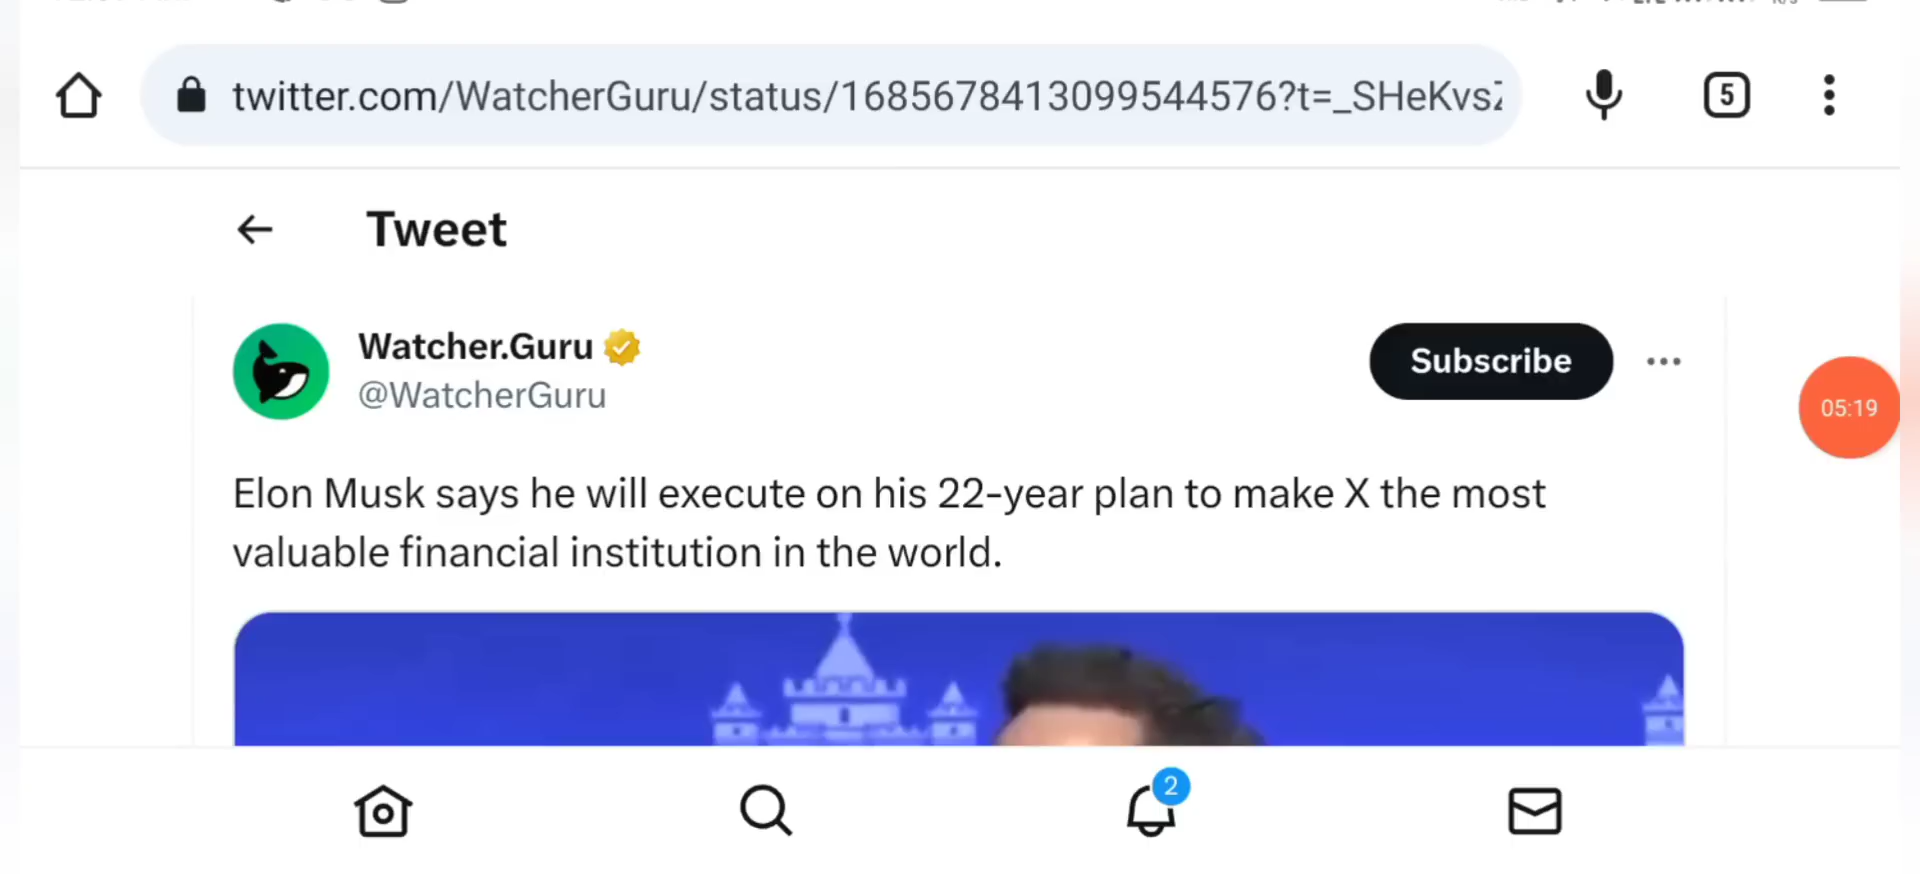 twitter.com/WatcherGuru/status/1685678413099544576?t=_SHeKvs
5
Tweet
Watcher.Guru
@WatcherGuru
Subscribe
05:19
Elon Musk says he will execute on his 22-year plan to make X the most
valuable financial institution in the world.
2